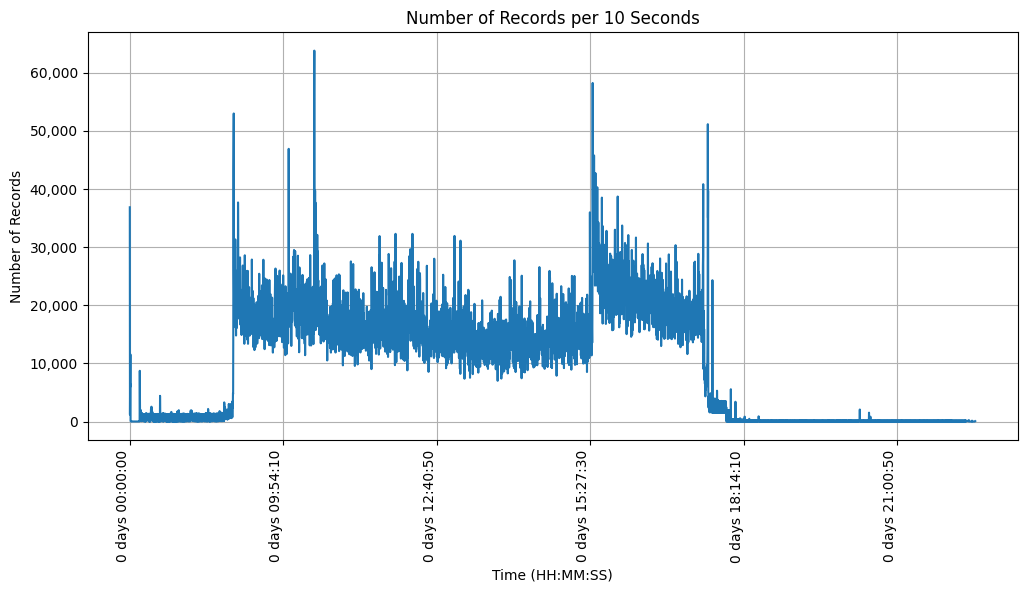 Number of Records per 10 Seconds
Number of Records
60,000
50,000
40,000
30,000
20,000
10,000
0
0 days 00:00:00
0 days 09:54:10
0 days 12:40:50
0 days 15:27:30
0 days 18:14:10
0 days 21:00:50
Time (HH:MM:SS)